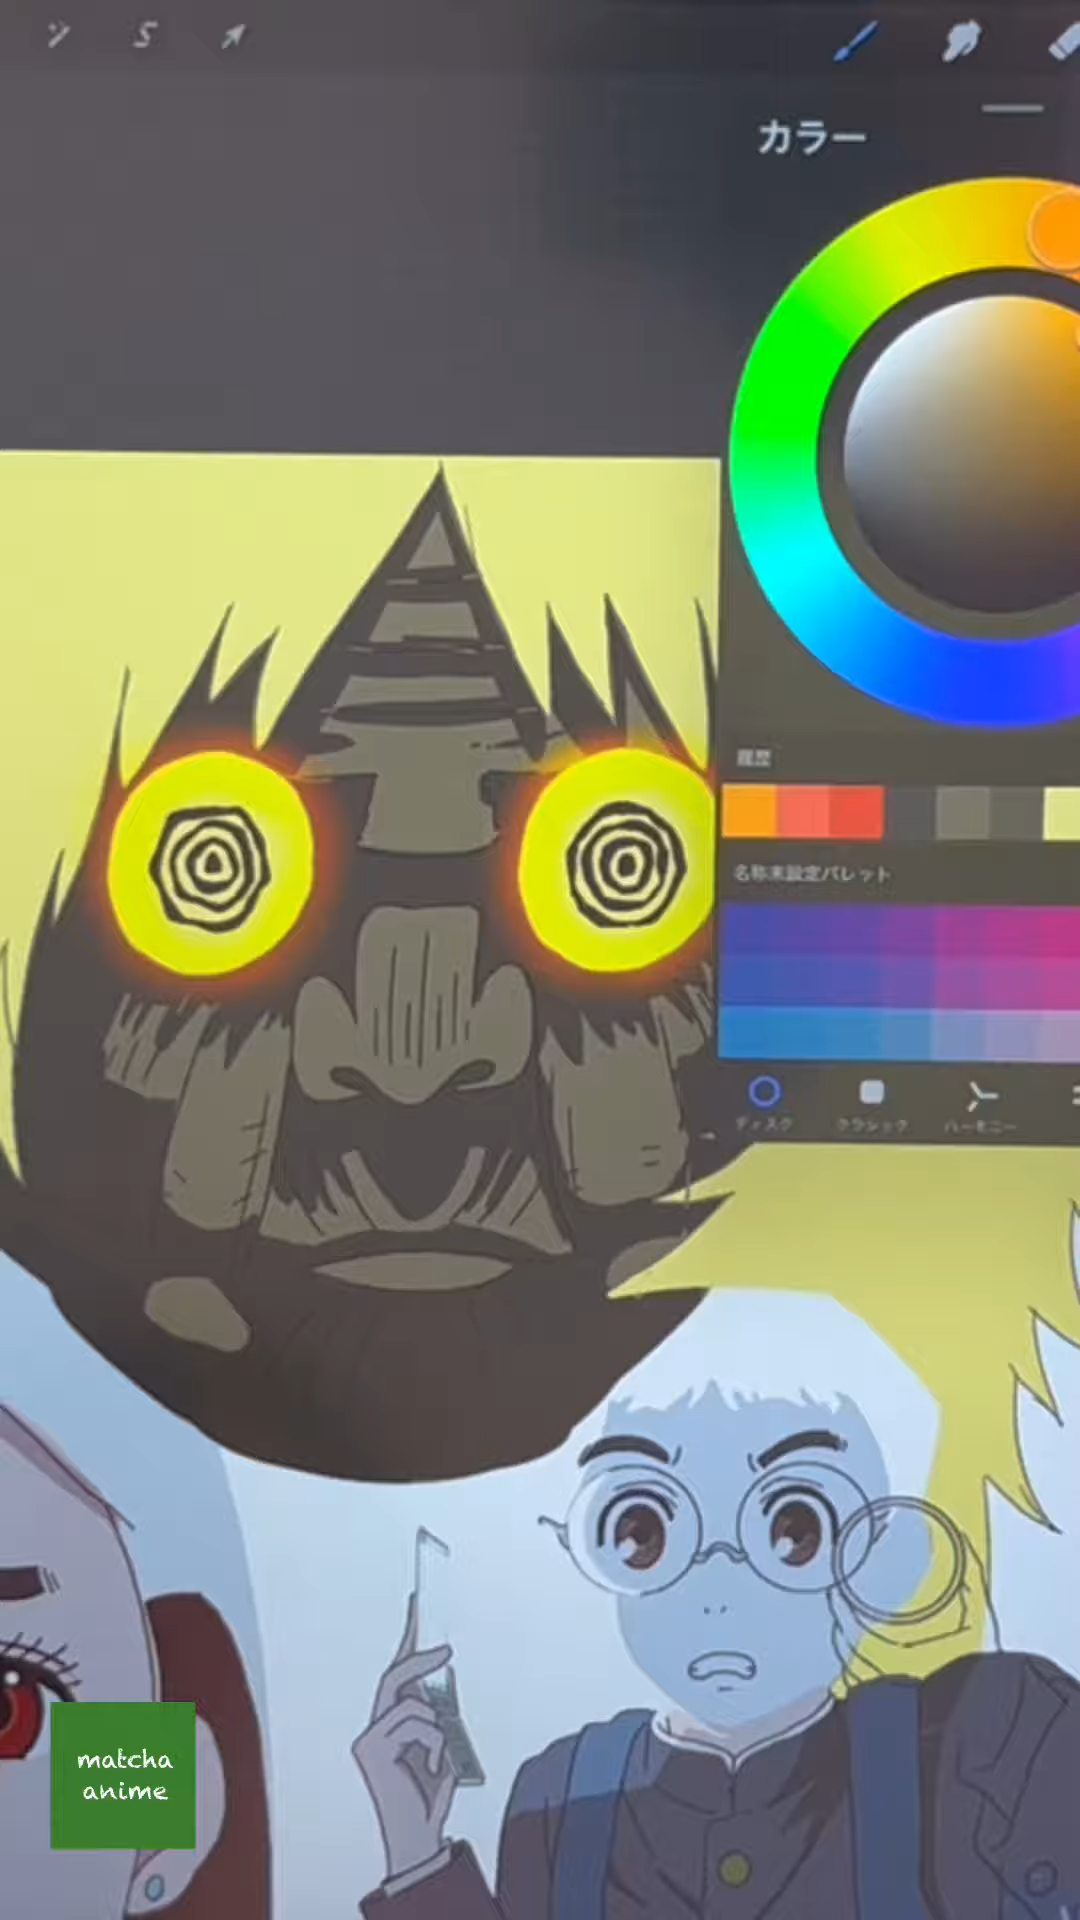 カラー
履歴
名称未設定パレット
ディスク
クラシック
ハーモニー
matcha
anime